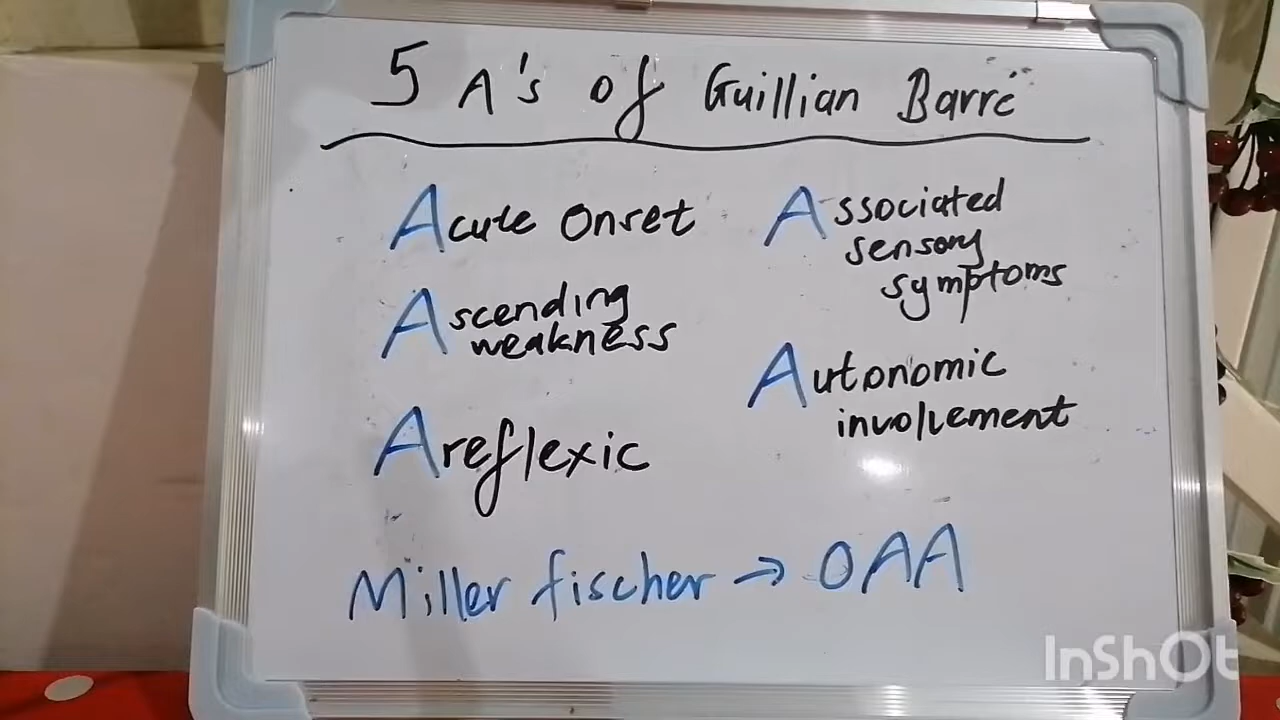 5 A's of Guillian Barré
Acute Onset
Ascending
weakness
Areflexic
Associated
sensory
symptoms
Autonomic
involvement
Miller fischer → OAA
InShOt